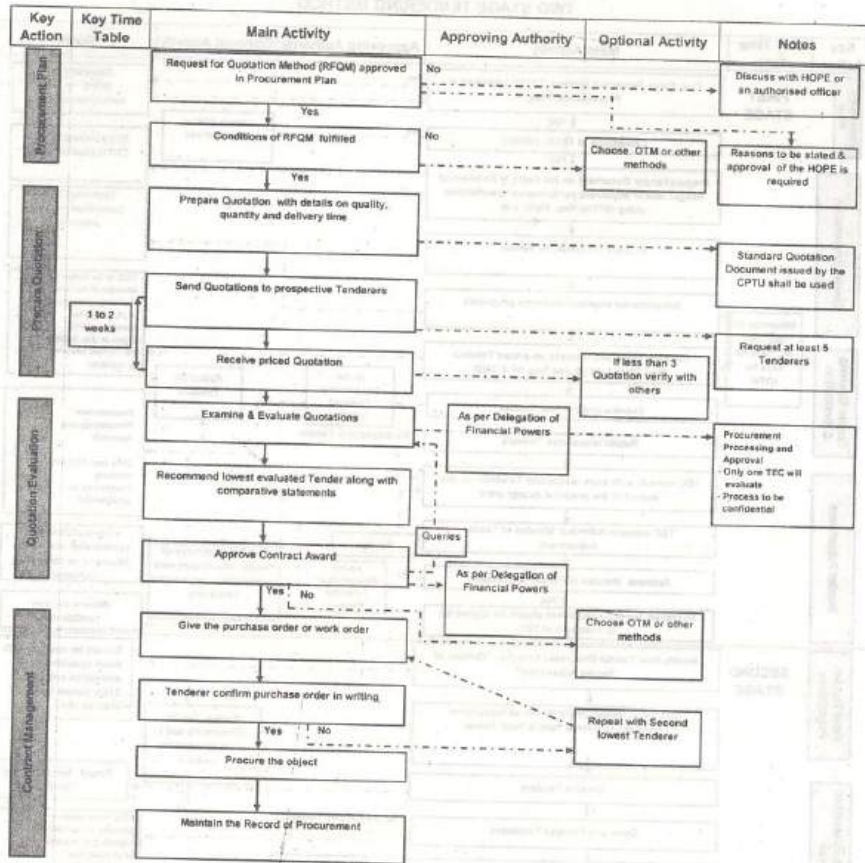 Key Action
Key Time Table
Main Activity
Approving Authority
Optional Activity
Notes
Procurement Plan
Request for Quotation Method (RFQM) approved
in Procurement Plan
No
Discuss with HOPE or
an authorised officer
Yes
Conditions of RFQM fulfilled
No
Choose OTM or other
methods
Reasons to be stated &
approval of the HOPE is
required
Yes
Prepare Quotation
Prepare Quotation with details on quality,
quantity and delivery time
Standard Quotation
Document issued by the
CPTU shall be used
Send Quotations to prospective Tenderers
1 to 2
weeks
Request at least 5
Tenderers
Receive priced Quotation
If less than 3
Quotation verify with
others
Quotation Evaluation
Examine & Evaluate Quotations
As per Delegation of
Financial Powers
Procurement
Processing and
Approval
- Only one TEC will
evaluate
- Process to be
confidential
Recommend lowest evaluated Tender along with
comparative statements
Queries
Approve Contract Award
As per Delegation of
Financial Powers
Yes
No
Contract Management
Give the purchase order or work order
Choose OTM or other
methods
Tenderer confirm purchase order in writing
Repeat with Second
lowest Tenderer
Yes
No
Procure the object
Maintain the Record of Procurement